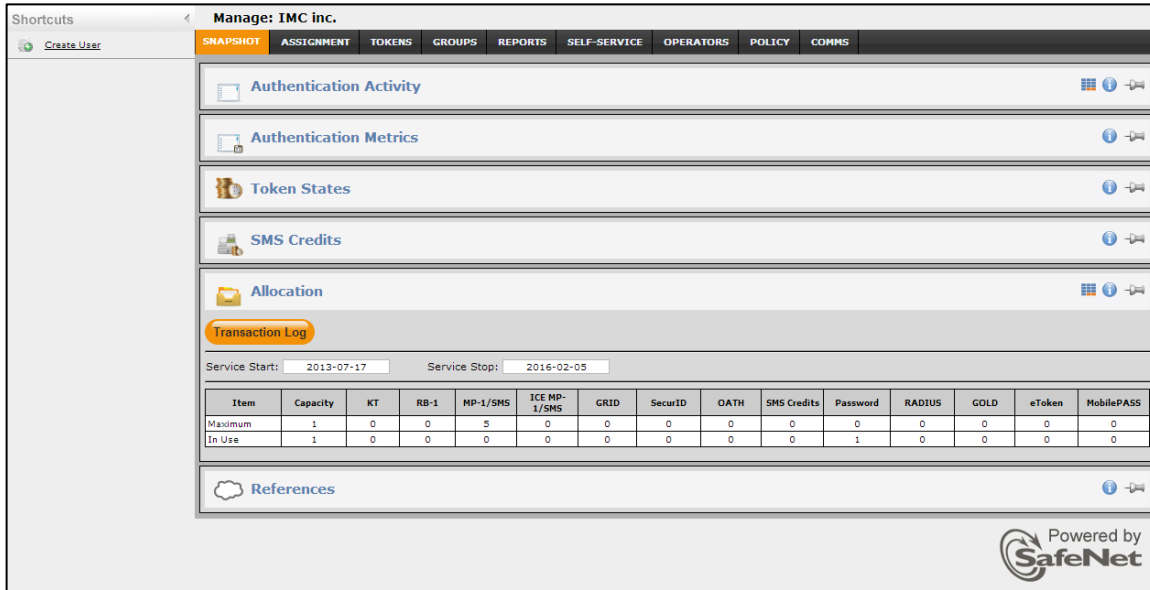 Shortcuts
Create User
Manage: IMC inc.
SNAPSHOT ASSIGNMENT TOKENS GROUPS REPORTS SELF-SERVICE OPERATORS POLICY COMMS
Authentication Activity
Authentication Metrics
Token States
SMS Credits
Allocation
Transaction Log
Service Start: 2013-07-17 Service Stop: 2016-02-05
Item Capacity KT RB-1 MP-1/SMS ICE MP-1/SMS GRID SecurID OATH SMS Credits Password RADIUS GOLD eToken MobilePASS
Maximum 1 0 0 5 0 0 0 0 0 0 0 0 0 0
In Use 1 0 0 0 0 0 0 0 0 1 0 0 0 0
References
Powered by
SafeNet